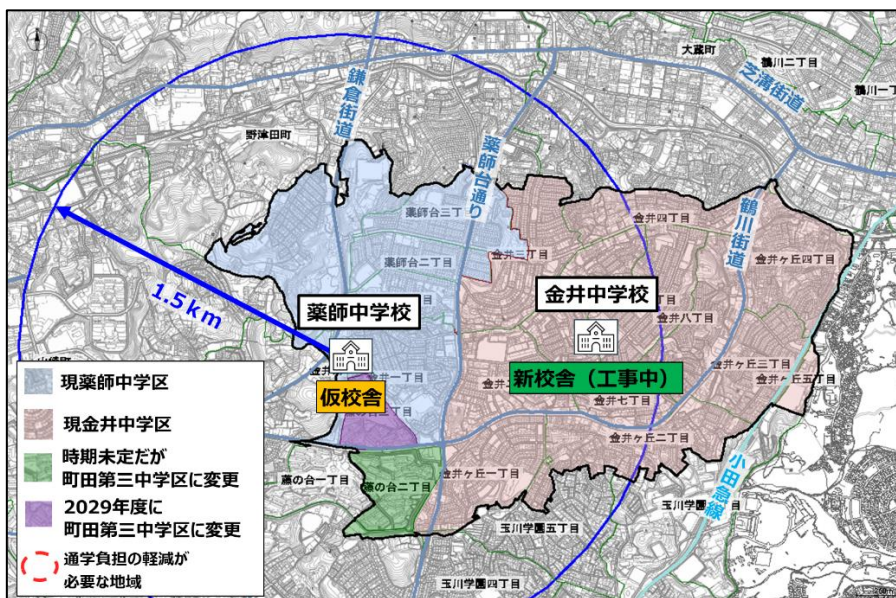 大蔵町
鶴川二丁目
鎌倉街道
芝溝街道
鶴川一丁
野津田町
薬師台通り
薬師台三丁
鶴川街道
金井四丁目
金井三丁目
金井ヶ丘四丁目
薬師台二丁目
1.5km
薬師中学校
金井中学校
金井八丁目
仮校舎
金井一丁目
新校舎（工事中）
金井ヶ丘三丁目
金井ヶ丘五丁目
金井七丁目
金井ヶ丘二丁目
金井ヶ丘一丁目
小田急線
藤の台一丁目
藤の台二丁目
玉川学園五丁目
玉川学園四丁目
現薬師中学区
現金井中学区
時期未定だが
町田第三中学区に変更
2029年度に
町田第三中学区に変更
通学負担の軽減が
必要な地域